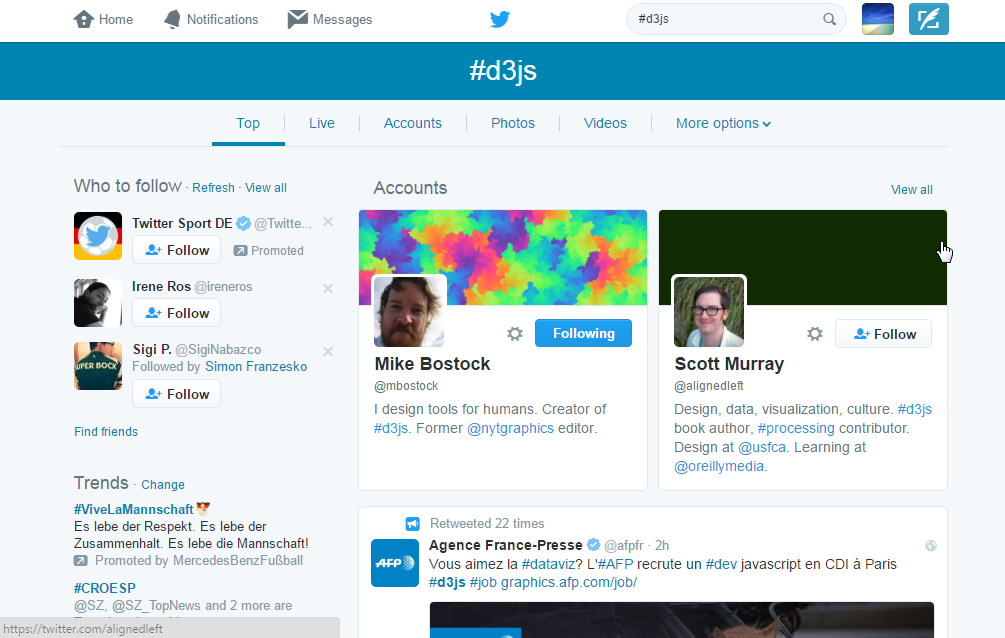 Home
Notifications
Messages
#d3js
#d3js
Top
Live
Accounts
Photos
Videos
More options
Who to follow · Refresh · View all
Twitter Sport DE @Twitte...
Follow
Promoted
Irene Ros @ireneros
Follow
Sigi P. @SigiNabazco
Followed by Simon Franzesko
SUPER BOCK
Follow
Find friends
Trends · Change
#ViveLaMannschaft
Es lebe der Respekt. Es lebe der
Zusammenhalt. Es lebe die Mannschaft!
Promoted by MercedesBenzFußball
#CROESP
@SZ, @SZ_TopNews and 2 more are
Accounts
View all
Following
Mike Bostock
@mbostock
I design tools for humans. Creator of
#d3js. Former @nytgraphics editor.
Follow
Scott Murray
@alignedleft
Design, data, visualization, culture. #d3js
book author, #processing contributor.
Design at @usfca. Learning at
@oreillymedia.
Retweeted 22 times
AFP
Agence France-Presse @afpfr · 2h
Vous aimez la #dataviz? L'#AFP recrute un #dev javascript en CDI à Paris
#d3js #job graphics.afp.com/job/
https://twitter.com/alignedleft